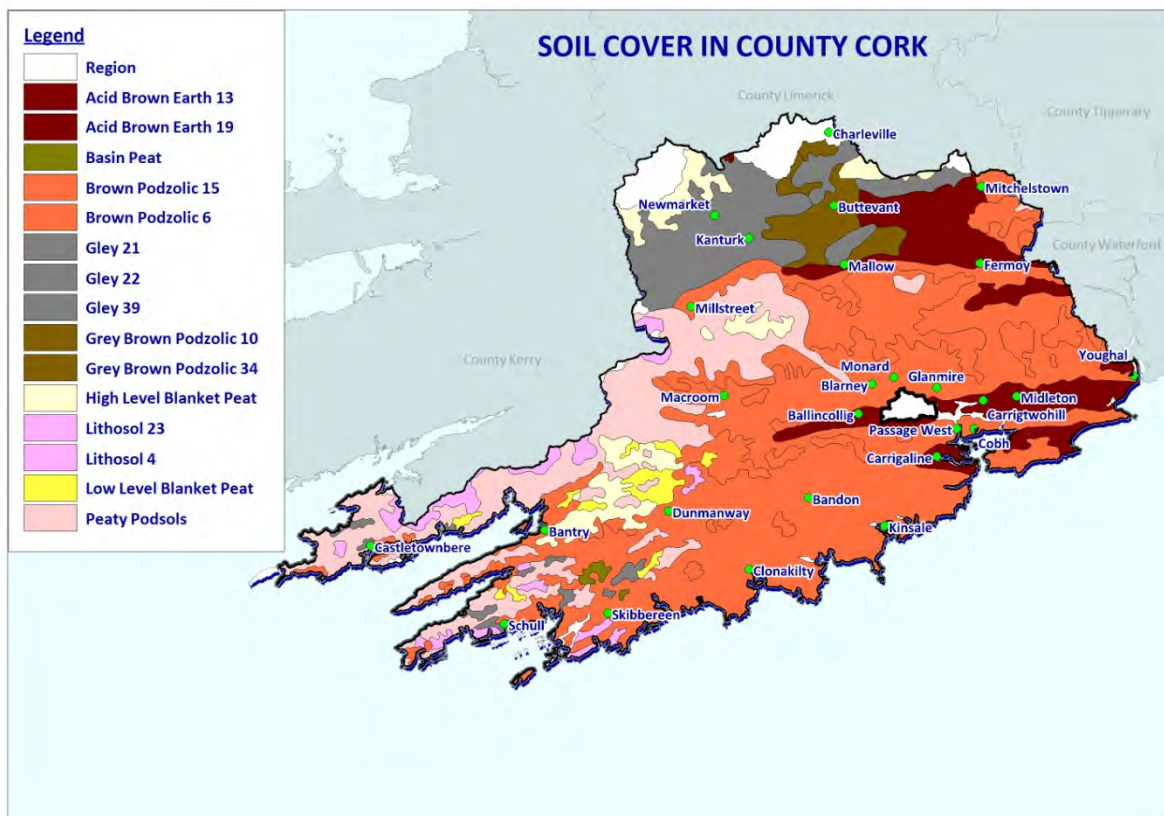 Legend
Region
Acid Brown Earth 13
Acid Brown Earth 19
Basin Peat
Brown Podzolic 15
Brown Podzolic 6
Gley 21
Gley 22
Gley 39
Grey Brown Podzolic 10
Grey Brown Podzolic 34
High Level Blanket Peat
Lithosol 23
Lithosol 4
Low Level Blanket Peat
Peaty Podsols
SOIL COVER IN COUNTY CORK
County Limerick
County Tipperary
Charleville
Mitchelstown
Newmarket
Buttevant
Kanturk
County Waterford
Mallow
Fermoy
Millstreet
County Kerry
Youghal
Monard
Glanmire
Blarney
Macroom
Midleton
Ballincollig
Carrigtwohill
Passage West
Cobh
Carrigaline
Bandon
Dunmanway
Kinsale
Bantry
Castletownbere
Clonakilty
Skibbereen
Schull